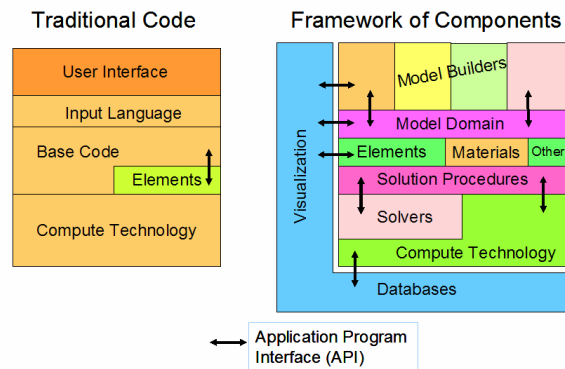 Traditional Code
Framework of Components
User Interface
Input Language
Base Code
Elements
Compute Technology
Visualization
Model Builders
Model Domain
Elements
Materials
Other
Solution Procedures
Solvers
Compute Technology
Databases
Application Program
Interface (API)